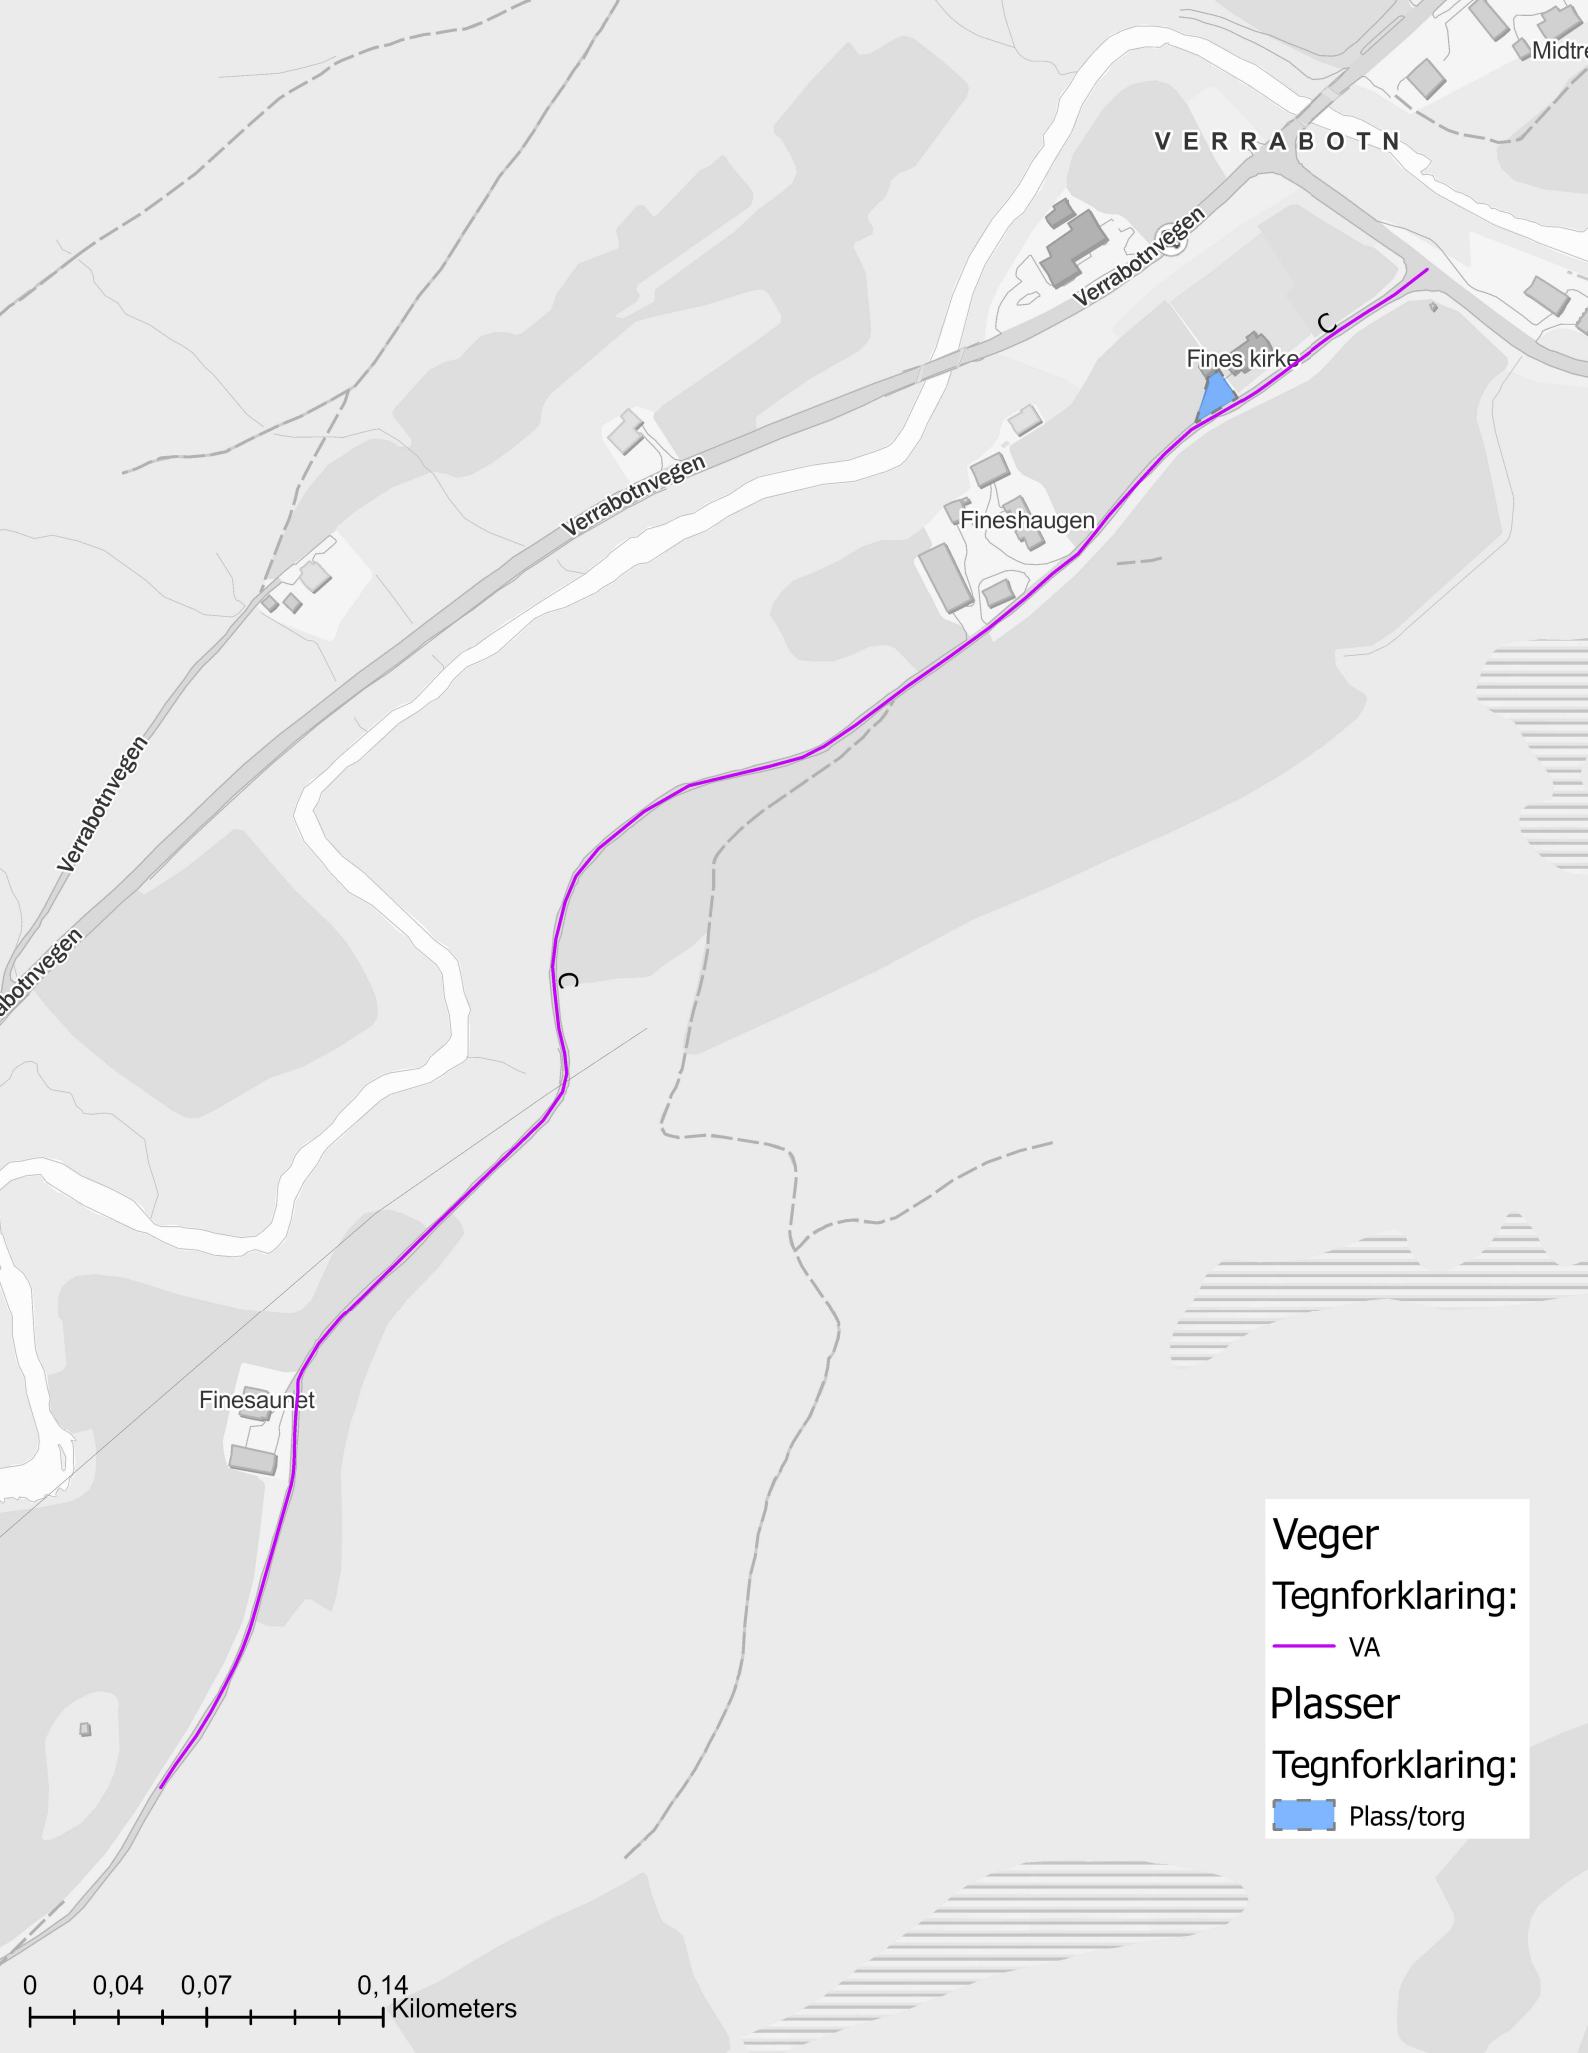 Midtre
VERRABOTN
Verrabotnvegen
C
Fines kirke
Verrabotnvegen
Fineshaugen
Verrabotnvegen
abotnvegen
C
Finesaunet
Veger
Tegnforklaring:
VA
Plasser
Tegnforklaring:
Plass/torg
0 0,04 0,07 0,14
Kilometers